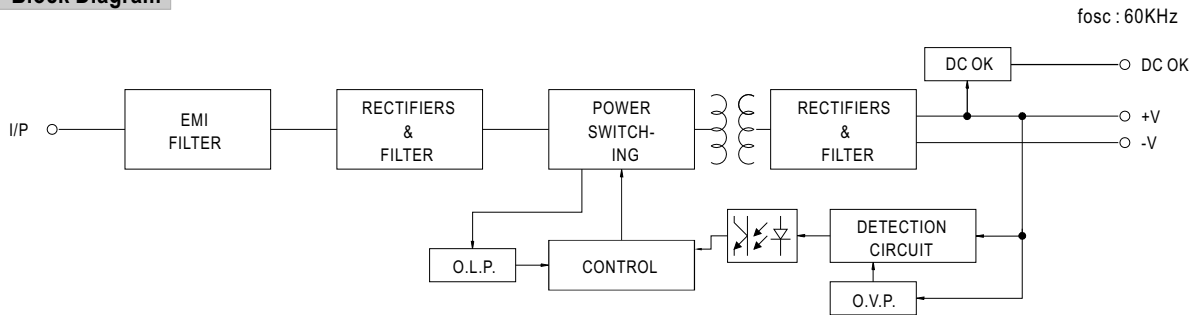 Block Diagram
fosc : 60KHz
DC OK
DC OK
I/P
EMI
FILTER
RECTIFIERS
&
FILTER
POWER
SWITCH-
ING
RECTIFIERS
&
FILTER
+V
-V
O.L.P.
CONTROL
DETECTION
CIRCUIT
O.V.P.